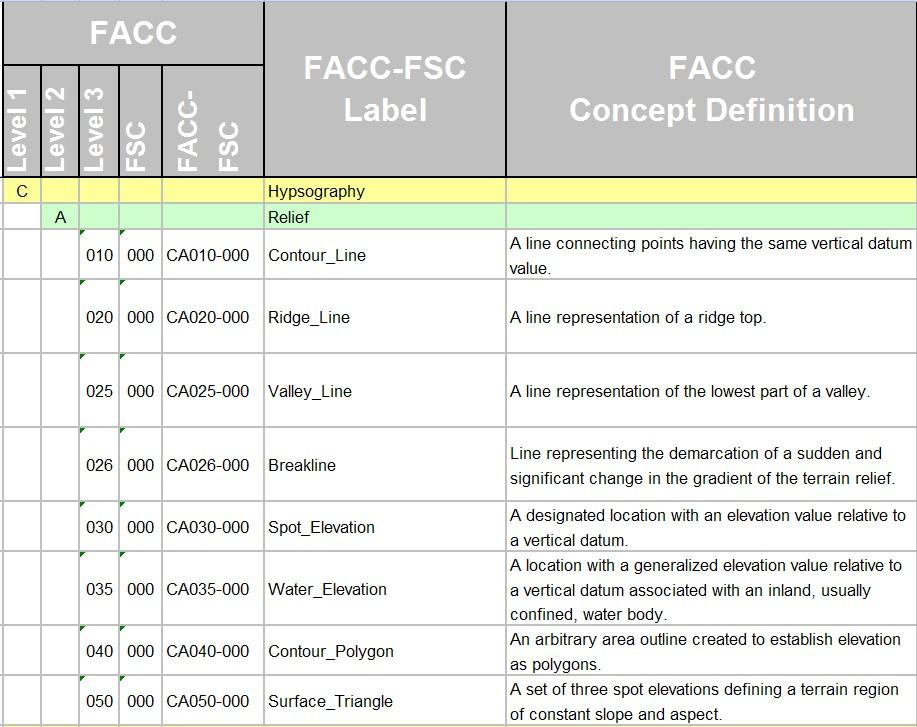 FACC
FACC-FSC
Label
FACC
Concept Definition
Level 1
Level 2
Level 3
FSC
FACC-
FSC
C Hypsography
A Relief
010 000 CA010-000 Contour_Line A line connecting points having the same vertical datum
value.
020 000 CA020-000 Ridge_Line A line representation of a ridge top.
025 000 CA025-000 Valley_Line A line representation of the lowest part of a valley.
026 000 CA026-000 Breakline Line representing the demarcation of a sudden and
significant change in the gradient of the terrain relief.
030 000 CA030-000 Spot_Elevation A designated location with an elevation value relative to
a vertical datum.
035 000 CA035-000 Water_Elevation A location with a generalized elevation value relative to
a vertical datum associated with an inland, usually
confined, water body.
040 000 CA040-000 Contour_Polygon An arbitrary area outline created to establish elevation
as polygons.
050 000 CA050-000 Surface_Triangle A set of three spot elevations defining a terrain region
of constant slope and aspect.